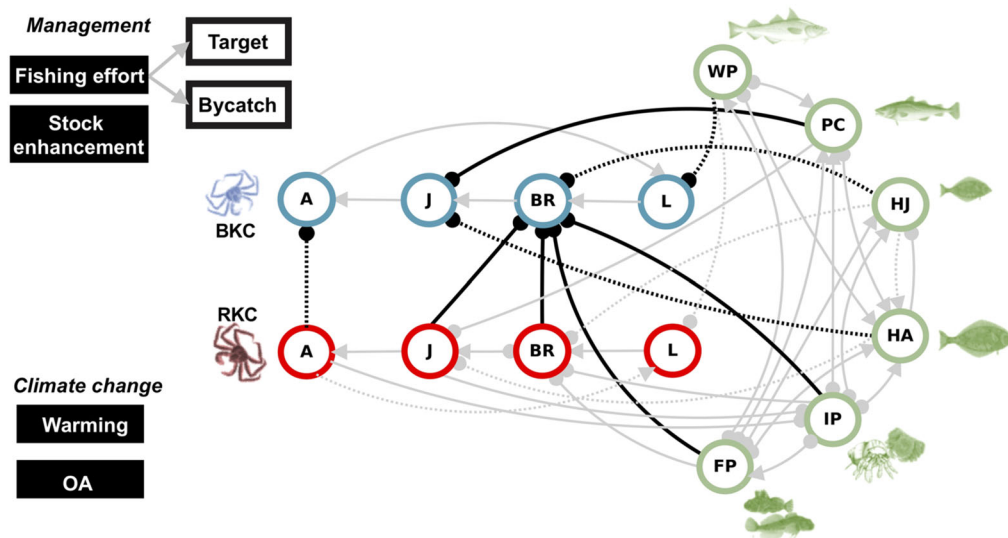 Management
Target
Fishing effort
Bycatch
Stock
enhancement
WP
PC
BKC
A
J
BR
L
HJ
RKC
A
J
BR
L
HA
Climate change
Warming
IP
FP
OA